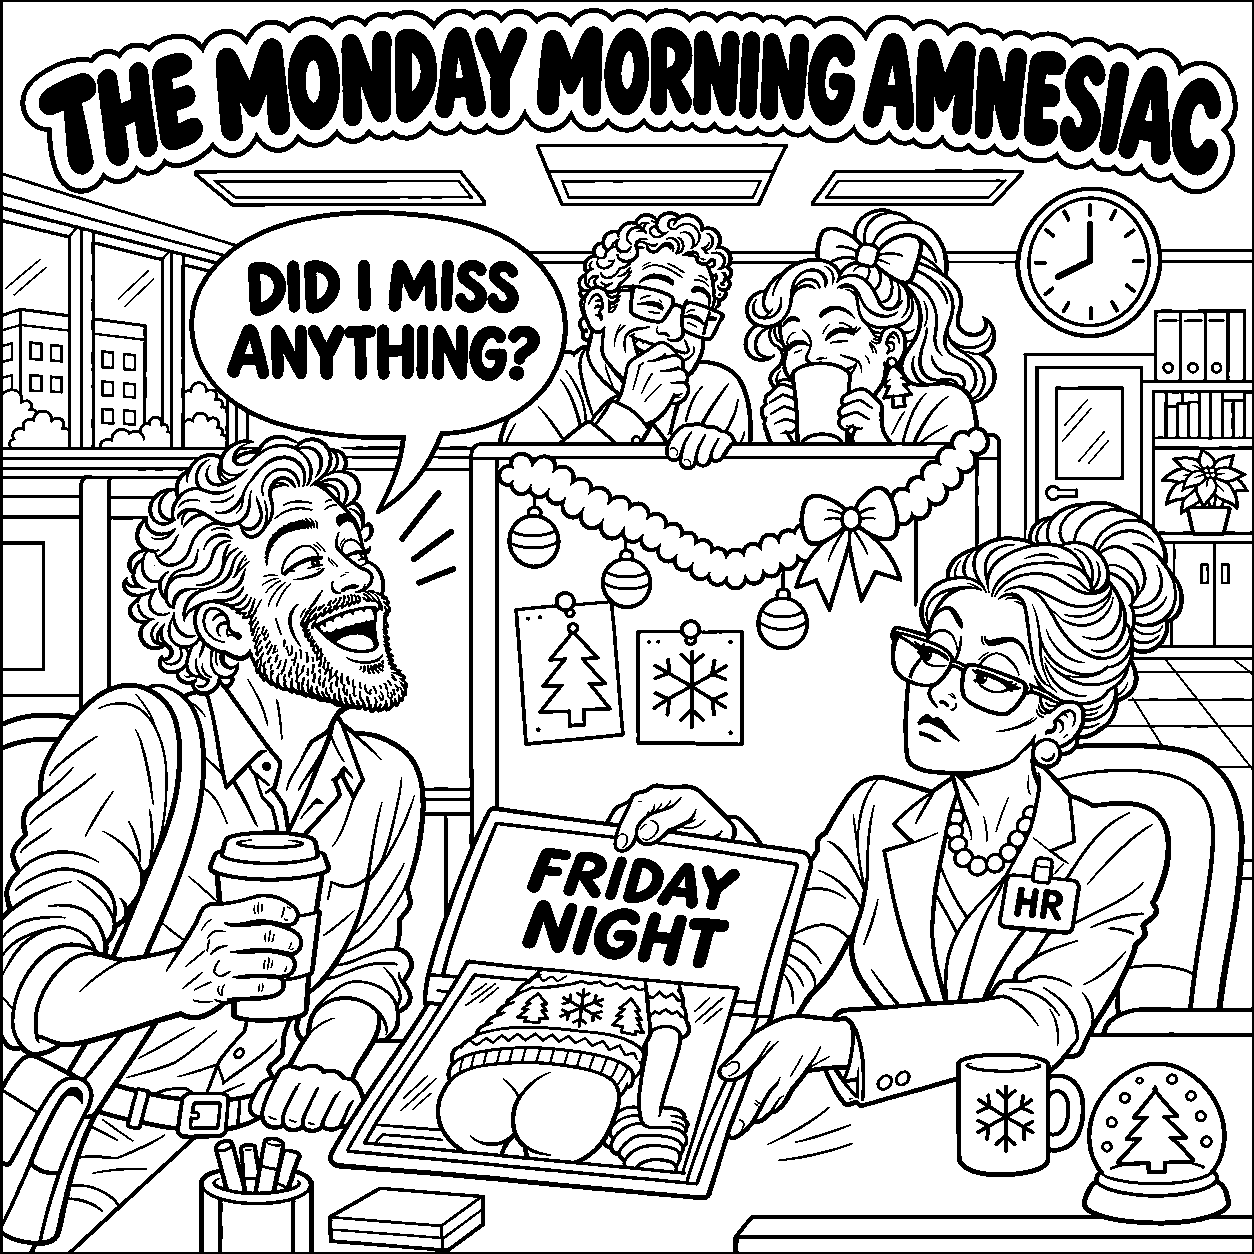 THE MONDAY MORNING AMNESIAC
DID I MISS
ANYTHING?
FRIDAY
NIGHT
HR